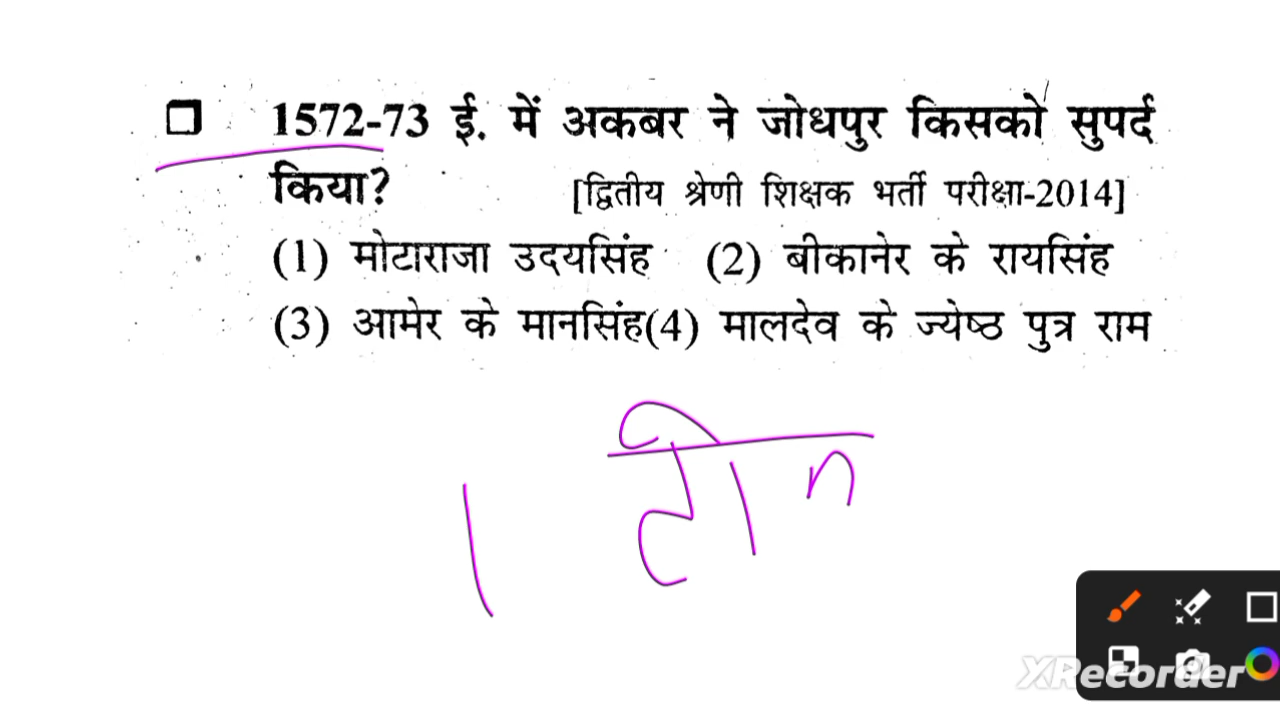 1572-73 ई. में अकबर ने जोधपुर किसको सुपर्द
किया? [द्वितीय श्रेणी शिक्षक भर्ती परीक्षा-2014]
(1) मोटाराजा उदयसिंह (2) बीकानेर के रायसिंह
(3) आमेर के मानसिंह(4) मालदेव के ज्येष्ठ पुत्र राम
XRecorder